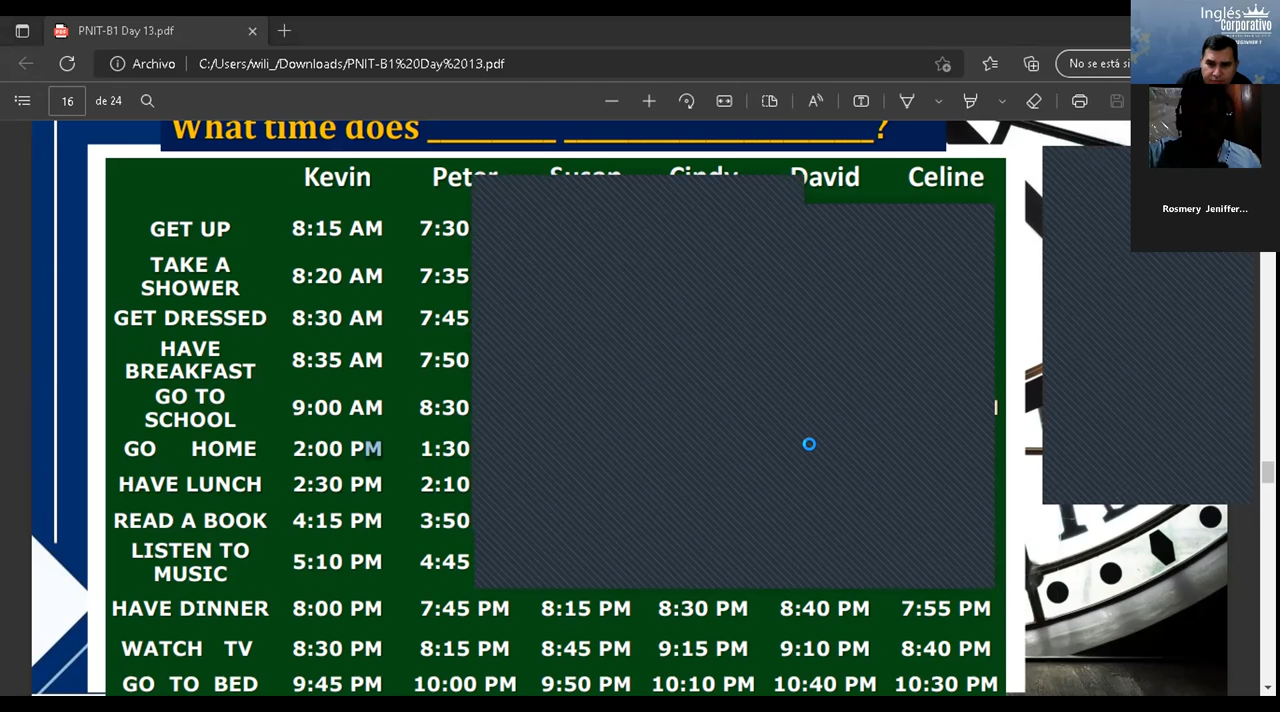 PNIT-B1 Day 13.pdf
Archivo
C:/Users/wili_/Downloads/PNIT-B1%20Day%2013.pdf
No se está si
16 de 24
Inglés
Corporativo
BEGINNER 1
Rosmery Jeniffer...
What time does ________ ____________________?
Kevin Peter Susan Cindy David Celine
GET UP 8:15 AM 7:30
TAKE A
SHOWER 8:20 AM 7:35
GET DRESSED 8:30 AM 7:45
HAVE
BREAKFAST 8:35 AM 7:50
GO TO
SCHOOL 9:00 AM 8:30
GO HOME 2:00 PM 1:30
HAVE LUNCH 2:30 PM 2:10
READ A BOOK 4:15 PM 3:50
LISTEN TO
MUSIC 5:10 PM 4:45
HAVE DINNER 8:00 PM 7:45 PM 8:15 PM 8:30 PM 8:40 PM 7:55 PM
WATCH TV 8:30 PM 8:15 PM 8:45 PM 9:15 PM 9:10 PM 8:40 PM
GO TO BED 9:45 PM 10:00 PM 9:50 PM 10:10 PM 10:40 PM 10:30 PM